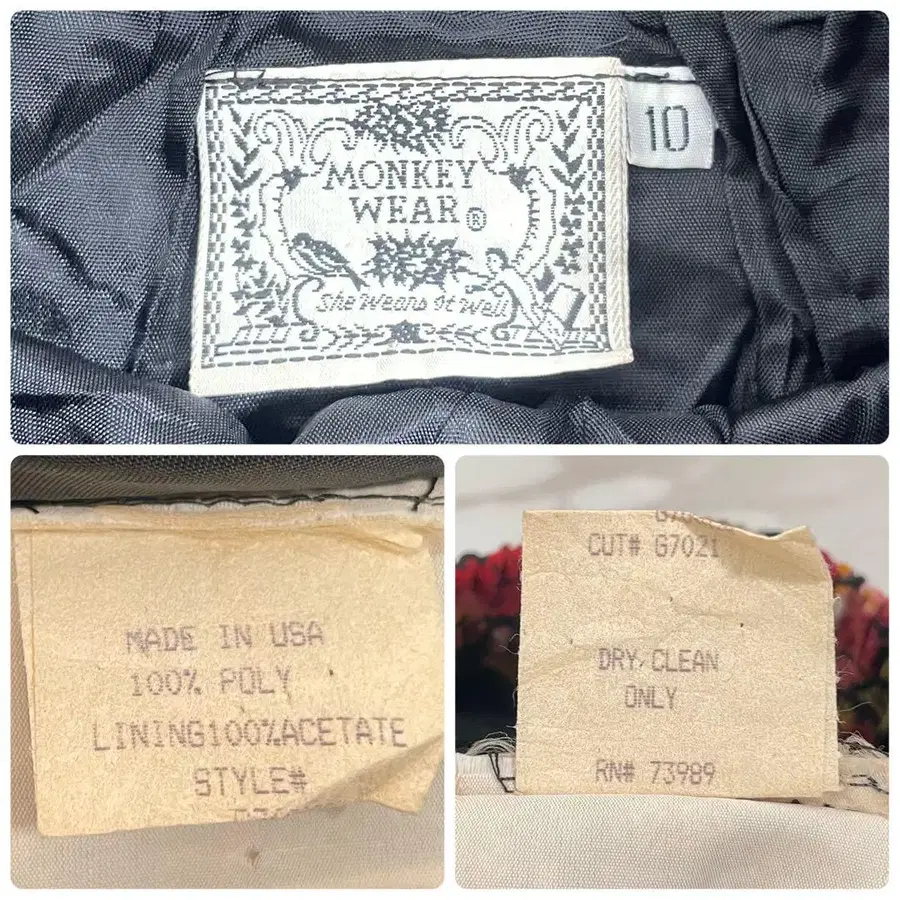 MONKEY
WEAR ®
She Wears It Well
10
MADE IN USA
100% POLY
LINING100%ACETATE
STYLE#
CUT# G7021
DRY CLEAN
ONLY
RN# 73989